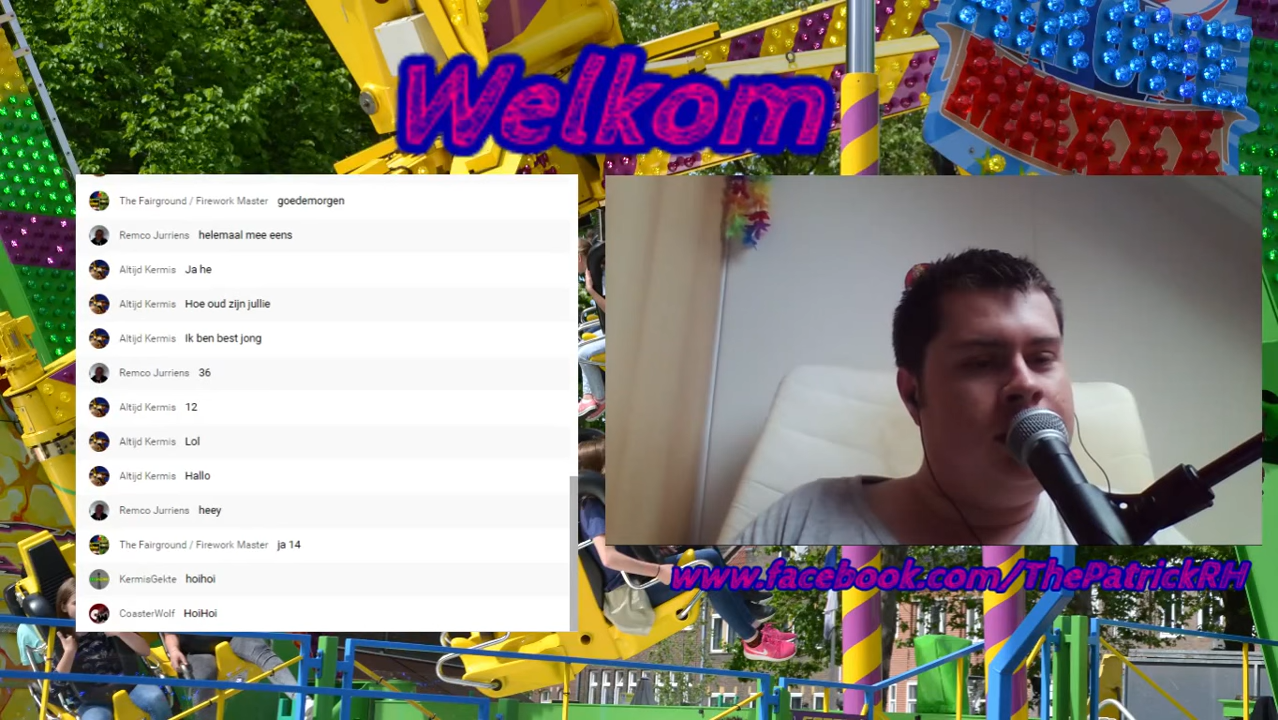 Welkom
The Fairground / Firework Master goedemorgen
Remco Jurriens helemaal mee eens
Altijd Kermis Ja he
Altijd Kermis Hoe oud zijn jullie
Altijd Kermis Ik ben best jong
Remco Jurriens 36
Altijd Kermis 12
Altijd Kermis Lol
Altijd Kermis Hallo
Remco Jurriens heey
The Fairground / Firework Master ja 14
KermisGekte hoihoi
CoasterWolf HoiHoi
www.facebook.com/ThePatrickRH